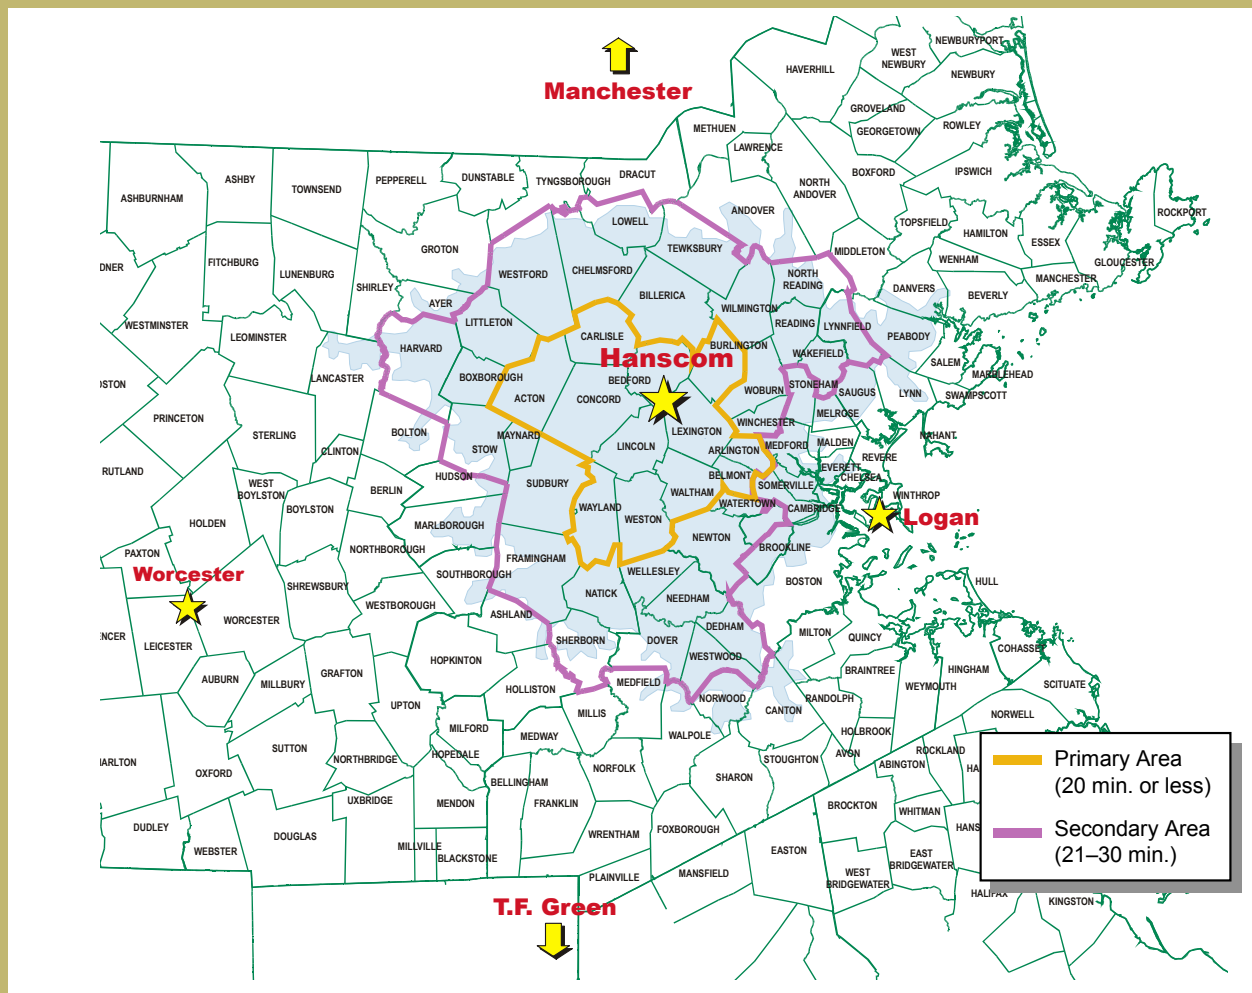 NEWBURYPORT
WEST
NEWBURY
HAVERHILL
NEWBURY
Manchester
GROVELAND
METHUEN
GEORGETOWN
ROWLEY
LAWRENCE
DRACUT
BOXFORD
IPSWICH
ASHBY
TOWNSEND
PEPPERELL
DUNSTABLE
TYNGSBOROUGH
NORTH
ANDOVER
ASHBURNHAM
ANDOVER
ROCKPORT
LOWELL
TOPSFIELD
HAMILTON
ESSEX
GROTON
TEWKSBURY
MIDDLETON
WENHAM
GLOUCESTER
DNER
FITCHBURG
LUNENBURG
WESTFORD
CHELMSFORD
NORTH
READING
MANCHESTER
SHIRLEY
BILLERICA
DANVERS
BEVERLY
AYER
WILMINGTON
WESTMINSTER
LITTLETON
READING
LYNNFIELD
PEABODY
LEOMINSTER
HARVARD
CARLISLE
BURLINGTON
WAKEFIELD
Hanscom
SALEM
MARBLEHEAD
LANCASTER
BOXBOROUGH
BEDFORD
STONEHAM
OSTON
ACTON
CONCORD
WOBURN
SAUGUS
LYNN
SWAMPSCOTT
PRINCETON
MELROSE
WINCHESTER
STERLING
BOLTON
MAYNARD
LEXINGTON
NAHANT
CLINTON
STOW
LINCOLN
ARLINGTON
MEDFORD
MALDEN
REVERE
RUTLAND
HUDSON
BELMONT
EVERETT
CHELSEA
WEST
BOYLSTON
BERLIN
SUDBURY
WALTHAM
SOMERVILLE
WINTHROP
BOYLSTON
WAYLAND
WATERTOWN
CAMBRIDGE
Logan
HOLDEN
MARLBOROUGH
WESTON
NEWTON
PAXTON
NORTHBOROUGH
FRAMINGHAM
BROOKLINE
Worcester
SOUTHBOROUGH
WELLESLEY
BOSTON
HULL
SHREWSBURY
NATICK
NEEDHAM
WESTBOROUGH
ASHLAND
WORCESTER
DEDHAM
MILTON
NCER
LEICESTER
SHERBORN
DOVER
QUINCY
COHASSET
HOPKINTON
WESTWOOD
BRAINTREE
HINGHAM
AUBURN
MILLBURY
GRAFTON
HOLLISTON
MEDFIELD
WEYMOUTH
SCITUATE
UPTON
NORWOOD
RANDOLPH
CANTON
MILLIS
NORWELL
MILFORD
MEDWAY
WALPOLE
HOLBROOK
SUTTON
NORTHBRIDGE
HOPEDALE
AVON
ROCKLAND
HARLTON
STOUGHTON
ABINGTON
HA
OXFORD
NORFOLK
SHARON
BELLINGHAM
UXBRIDGE
MENDON
FRANKLIN
BROCKTON
WHITMAN
DUDLEY
DOUGLAS
WRENTHAM
FOXBOROUGH
HANS
WEBSTER
MILLVILLE
BLACKSTONE
EASTON
EAST
BRIDGEWATER
PLAINVILLE
MANSFIELD
WEST
BRIDGEWATER
HALIFAX
KINGSTON
T.F. Green
Primary Area
(20 min. or less)
Secondary Area
(21–30 min.)